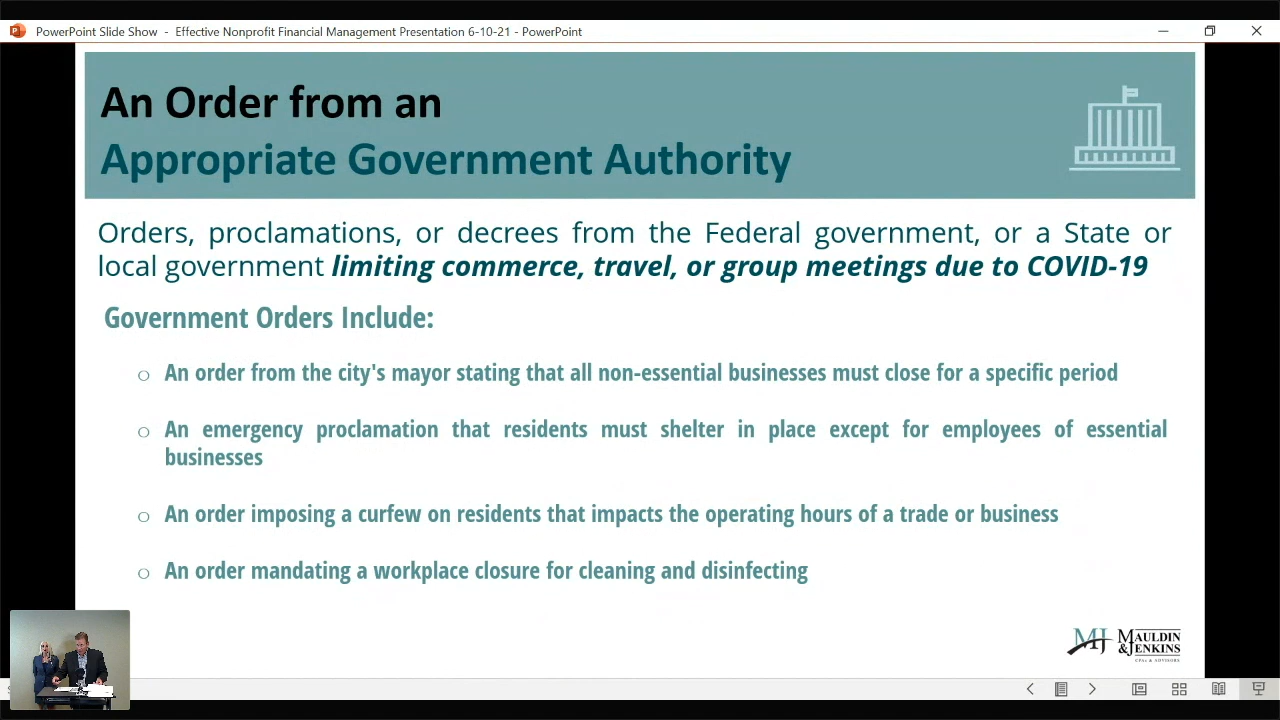 PowerPoint Slide Show - Effective Nonprofit Financial Management Presentation 6-10-21 - PowerPoint
An Order from an
Appropriate Government Authority
Orders, proclamations, or decrees from the Federal government, or a State or
local government limiting commerce, travel, or group meetings due to COVID-19
Government Orders Include:
An order from the city's mayor stating that all non-essential businesses must close for a specific period
An emergency proclamation that residents must shelter in place except for employees of essential
businesses
An order imposing a curfew on residents that impacts the operating hours of a trade or business
An order mandating a workplace closure for cleaning and disinfecting
MJ MAULDIN
&JENKINS
CPAs & ADVISORS